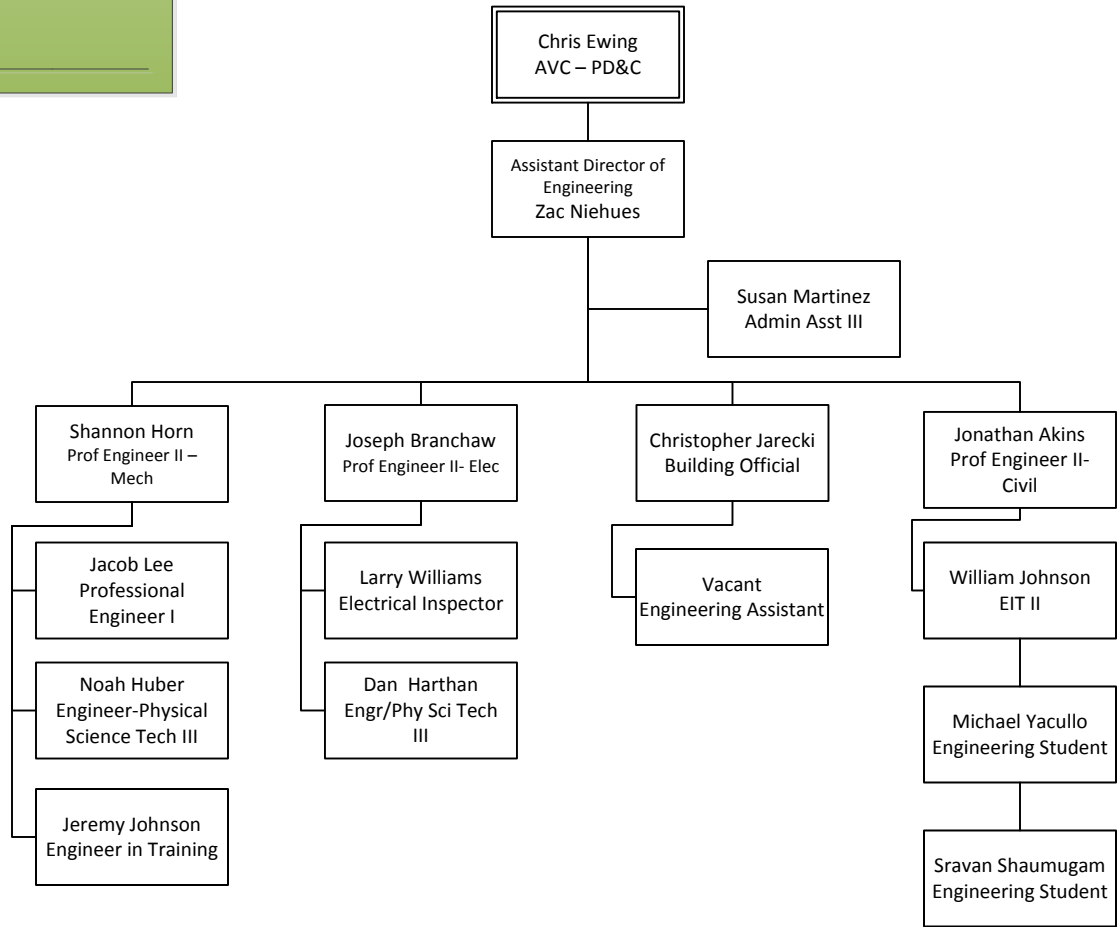 Chris Ewing
AVC – PD&C
Assistant Director of
Engineering
Zac Niehues
Susan Martinez
Admin Asst III
Shannon Horn
Prof Engineer II –
Mech
Joseph Branchaw
Prof Engineer II- Elec
Christopher Jarecki
Building Official
Jonathan Akins
Prof Engineer II-
Civil
Jacob Lee
Professional
Engineer I
Larry Williams
Electrical Inspector
Vacant
Engineering Assistant
William Johnson
EIT II
Noah Huber
Engineer-Physical
Science Tech III
Dan Harthan
Engr/Phy Sci Tech
III
Michael Yacullo
Engineering Student
Jeremy Johnson
Engineer in Training
Sravan Shaumugam
Engineering Student